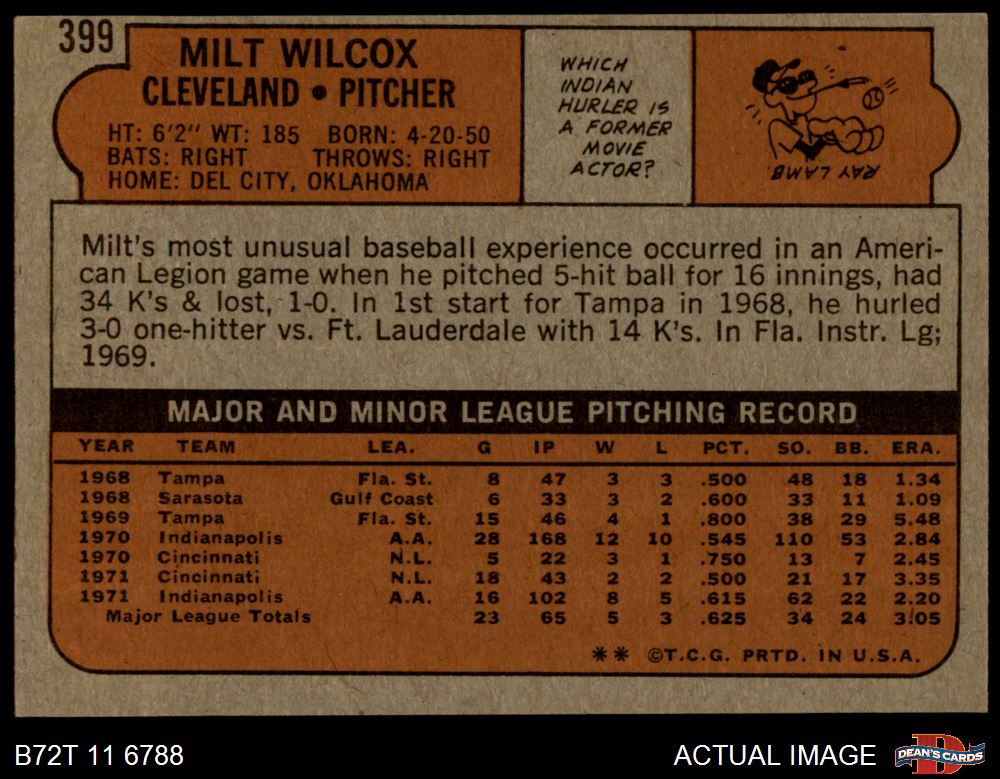 399
MILT WILCOX
CLEVELAND • PITCHER
HT: 6'2" WT: 185 BORN: 4-20-50
BATS: RIGHT THROWS: RIGHT
HOME: DEL CITY, OKLAHOMA
WHICH
INDIAN
HURLER IS
A FORMER
MOVIE
ACTOR?
RAY LAMB.
Milt's most unusual baseball experience occurred in an Ameri-
can Legion game when he pitched 5-hit ball for 16 innings, had
34 K's & lost, 1-0. In 1st start for Tampa in 1968, he hurled
3-0 one-hitter vs. Ft. Lauderdale with 14 K's. In Fla. Instr. Lg;
1969.
MAJOR AND MINOR LEAGUE PITCHING RECORD
YEAR TEAM LEA. G IP W L PCT. SO. BB. ERA.
1968 Tampa Fla. St. 8 47 3 3 .500 48 18 1.34
1968 Sarasota Gulf Coast 6 33 3 2 .600 33 11 1.09
1969 Tampa Fla. St. 15 46 4 1 .800 38 29 5.48
1970 Indianapolis A.A. 28 168 12 10 .545 110 53 2.84
1970 Cincinnati N.L. 5 22 3 1 .750 13 7 2.45
1971 Cincinnati N.L. 18 43 2 2 .500 21 17 3.35
1971 Indianapolis A.A. 16 102 8 5 .615 62 22 2.20
Major League Totals 23 65 5 3 .625 34 24 3.05
** ©T.C.G. PRTD. IN U.S.A.
B72T 11 6788
ACTUAL IMAGE
D
DEAN'S CARDS